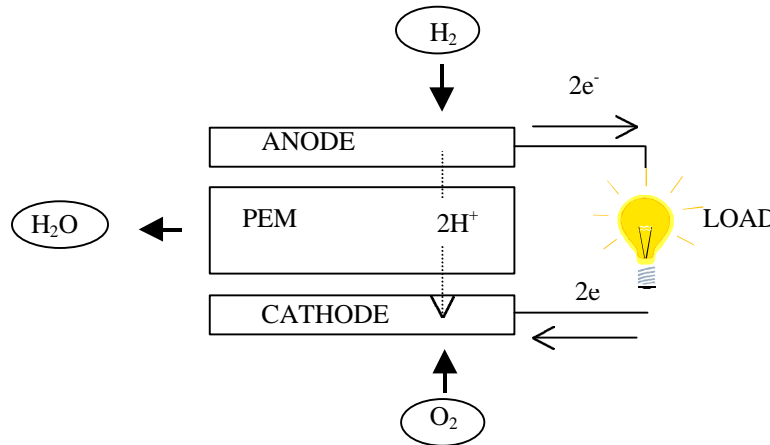 H₂
2e⁻
ANODE
H₂O
PEM
2H⁺
LOAD
2e
CATHODE
O₂